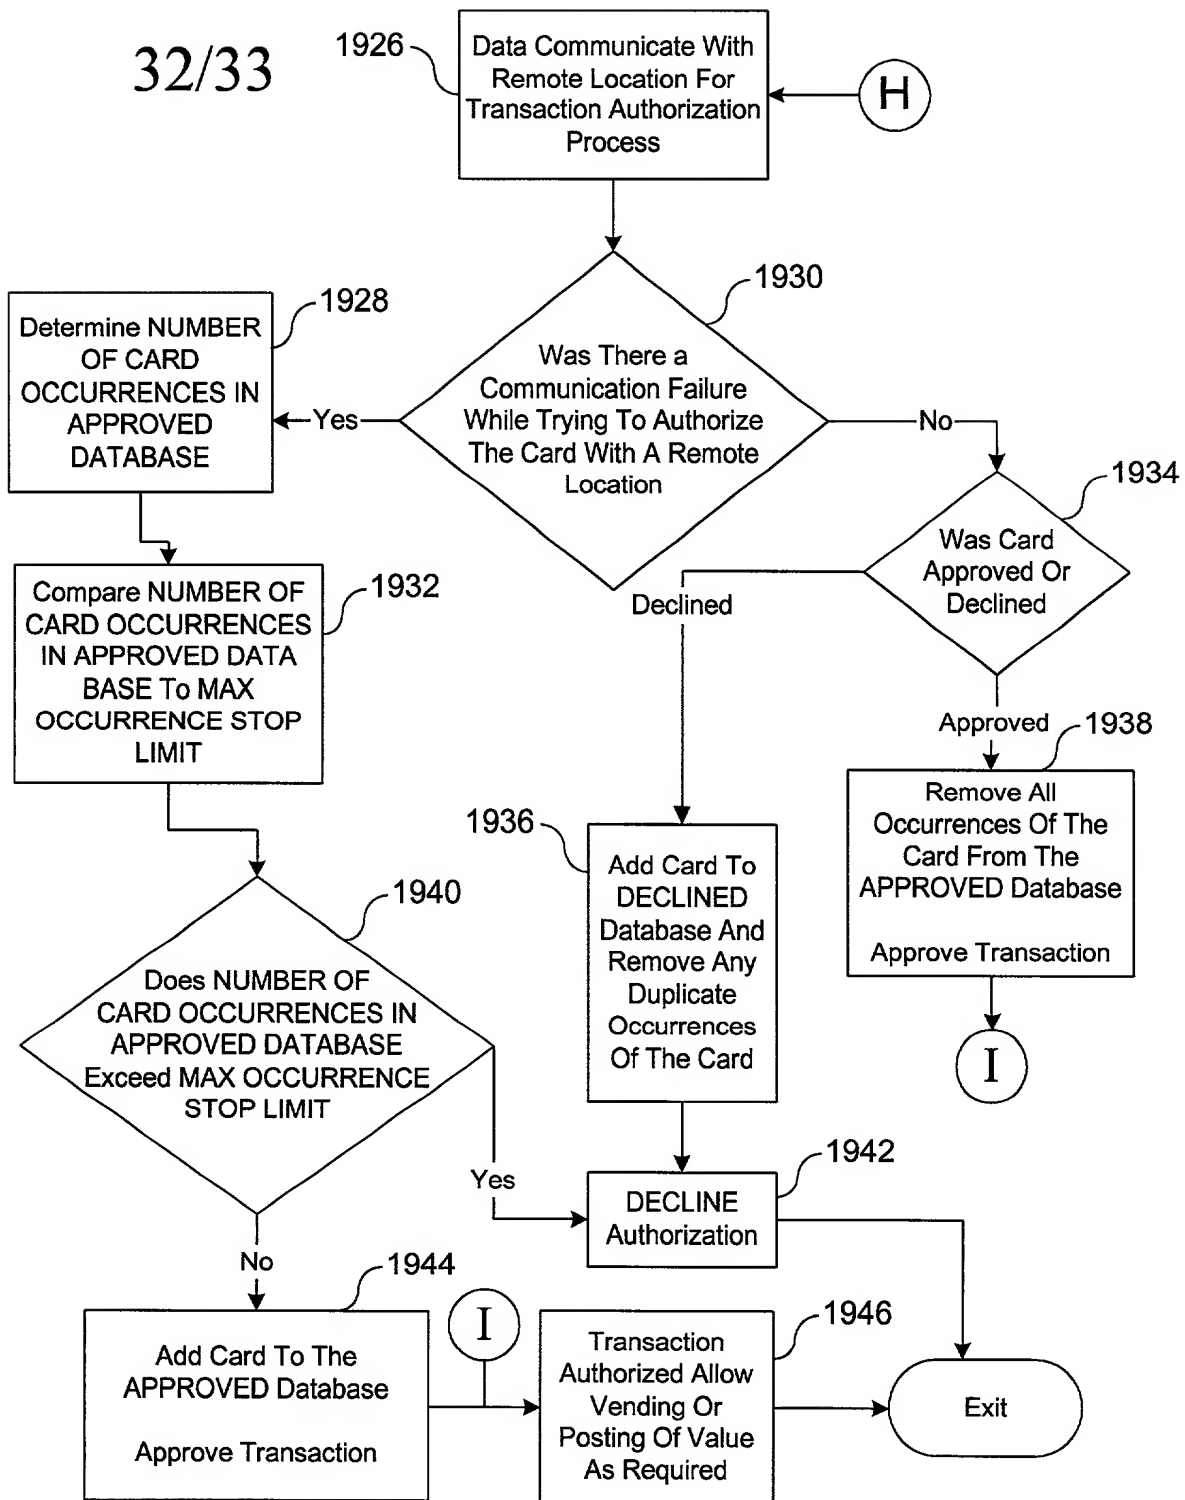 32/33
1926
Data Communicate With
Remote Location For
Transaction Authorization
Process
H
1930
Was There a
Communication Failure
While Trying To Authorize
The Card With A Remote
Location
Yes
No
1928
Determine NUMBER
OF CARD
OCCURRENCES IN
APPROVED
DATABASE
1934
Was Card
Approved Or
Declined
Declined
Approved
1932
Compare NUMBER OF
CARD OCCURRENCES
IN APPROVED DATA
BASE To MAX
OCCURRENCE STOP
LIMIT
1938
Remove All
Occurrences Of The
Card From The
APPROVED Database
Approve Transaction
I
1936
Add Card To
DECLINED
Database And
Remove Any
Duplicate
Occurrences
Of The Card
1940
Does NUMBER OF
CARD OCCURRENCES IN
APPROVED DATABASE
Exceed MAX OCCURRENCE
STOP LIMIT
Yes
No
1942
DECLINE
Authorization
1944
Add Card To The
APPROVED Database
Approve Transaction
I
1946
Transaction
Authorized Allow
Vending Or
Posting Of Value
As Required
Exit